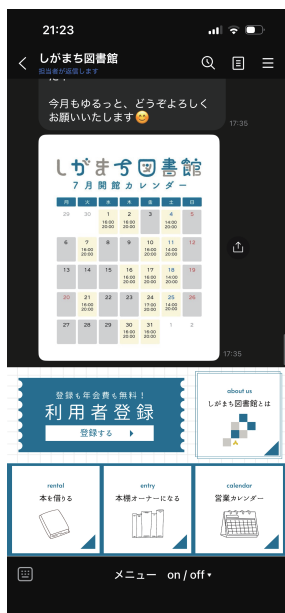 21:23
しがまち図書館
担当者が返信します
今月もゆるっと、どうぞよろしく
お願いいたします😊
17:35
しがまち図書館
7月開館カレンダー
月 火 水 木 金 土 日
29 30 1 2 3 4 5
16:00 16:00 14:00
20:00 20:00 20:00
6 7 8 9 10 11 12
16:00 16:00 14:00
20:00 20:00 20:00
13 14 15 16 17 18 19
16:00 16:00 14:00
20:00 20:00 20:00
20 21 22 23 24 25 26
16:00 17:00 14:00
20:00 20:00 20:00
27 28 29 30 31 1 2
16:00 16:00
20:00 20:00
17:35
登録も年会費も無料！
利用者登録
登録する
about us
しがまち図書館とは
rental
本を借りる
entry
本棚オーナーになる
calendar
営業カレンダー
メニュー on / off